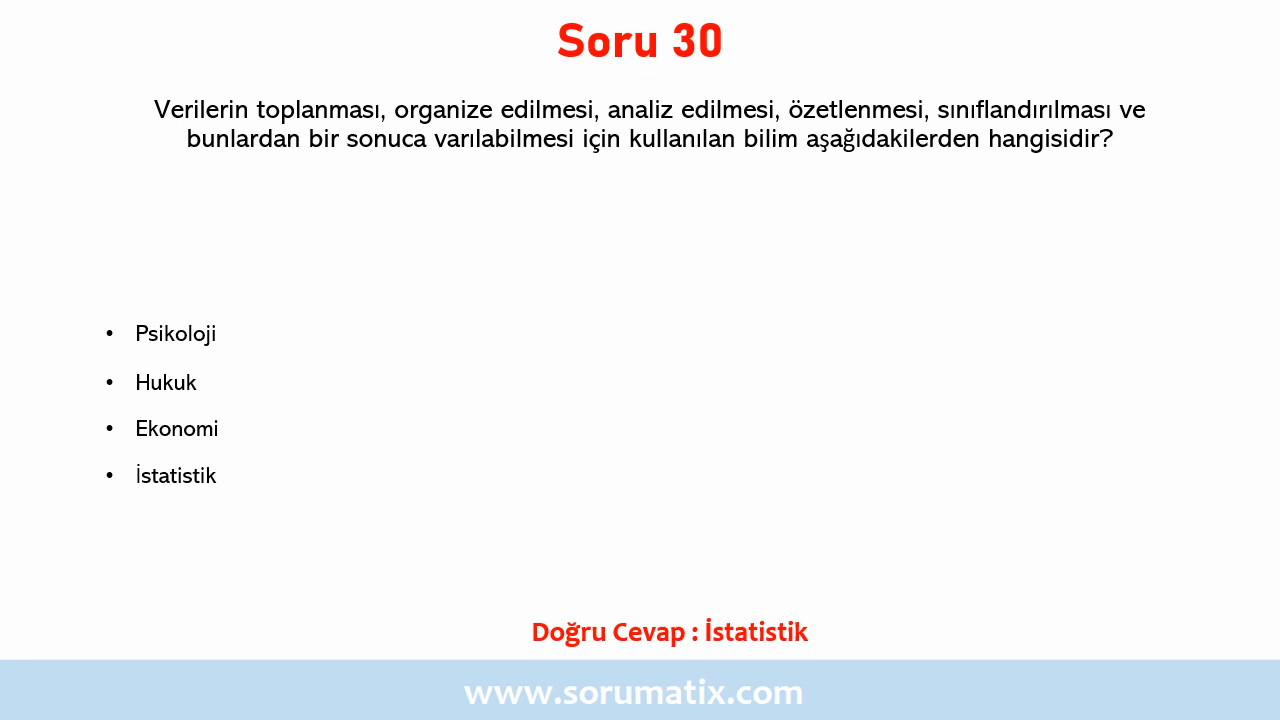 Soru 30
Verilerin toplanması, organize edilmesi, analiz edilmesi, özetlenmesi, sınıflandırılması ve
bunlardan bir sonuca varılabilmesi için kullanılan bilim aşağıdakilerden hangisidir?
• Psikoloji
• Hukuk
• Ekonomi
• İstatistik
Doğru Cevap : İstatistik
www.sorumatix.com